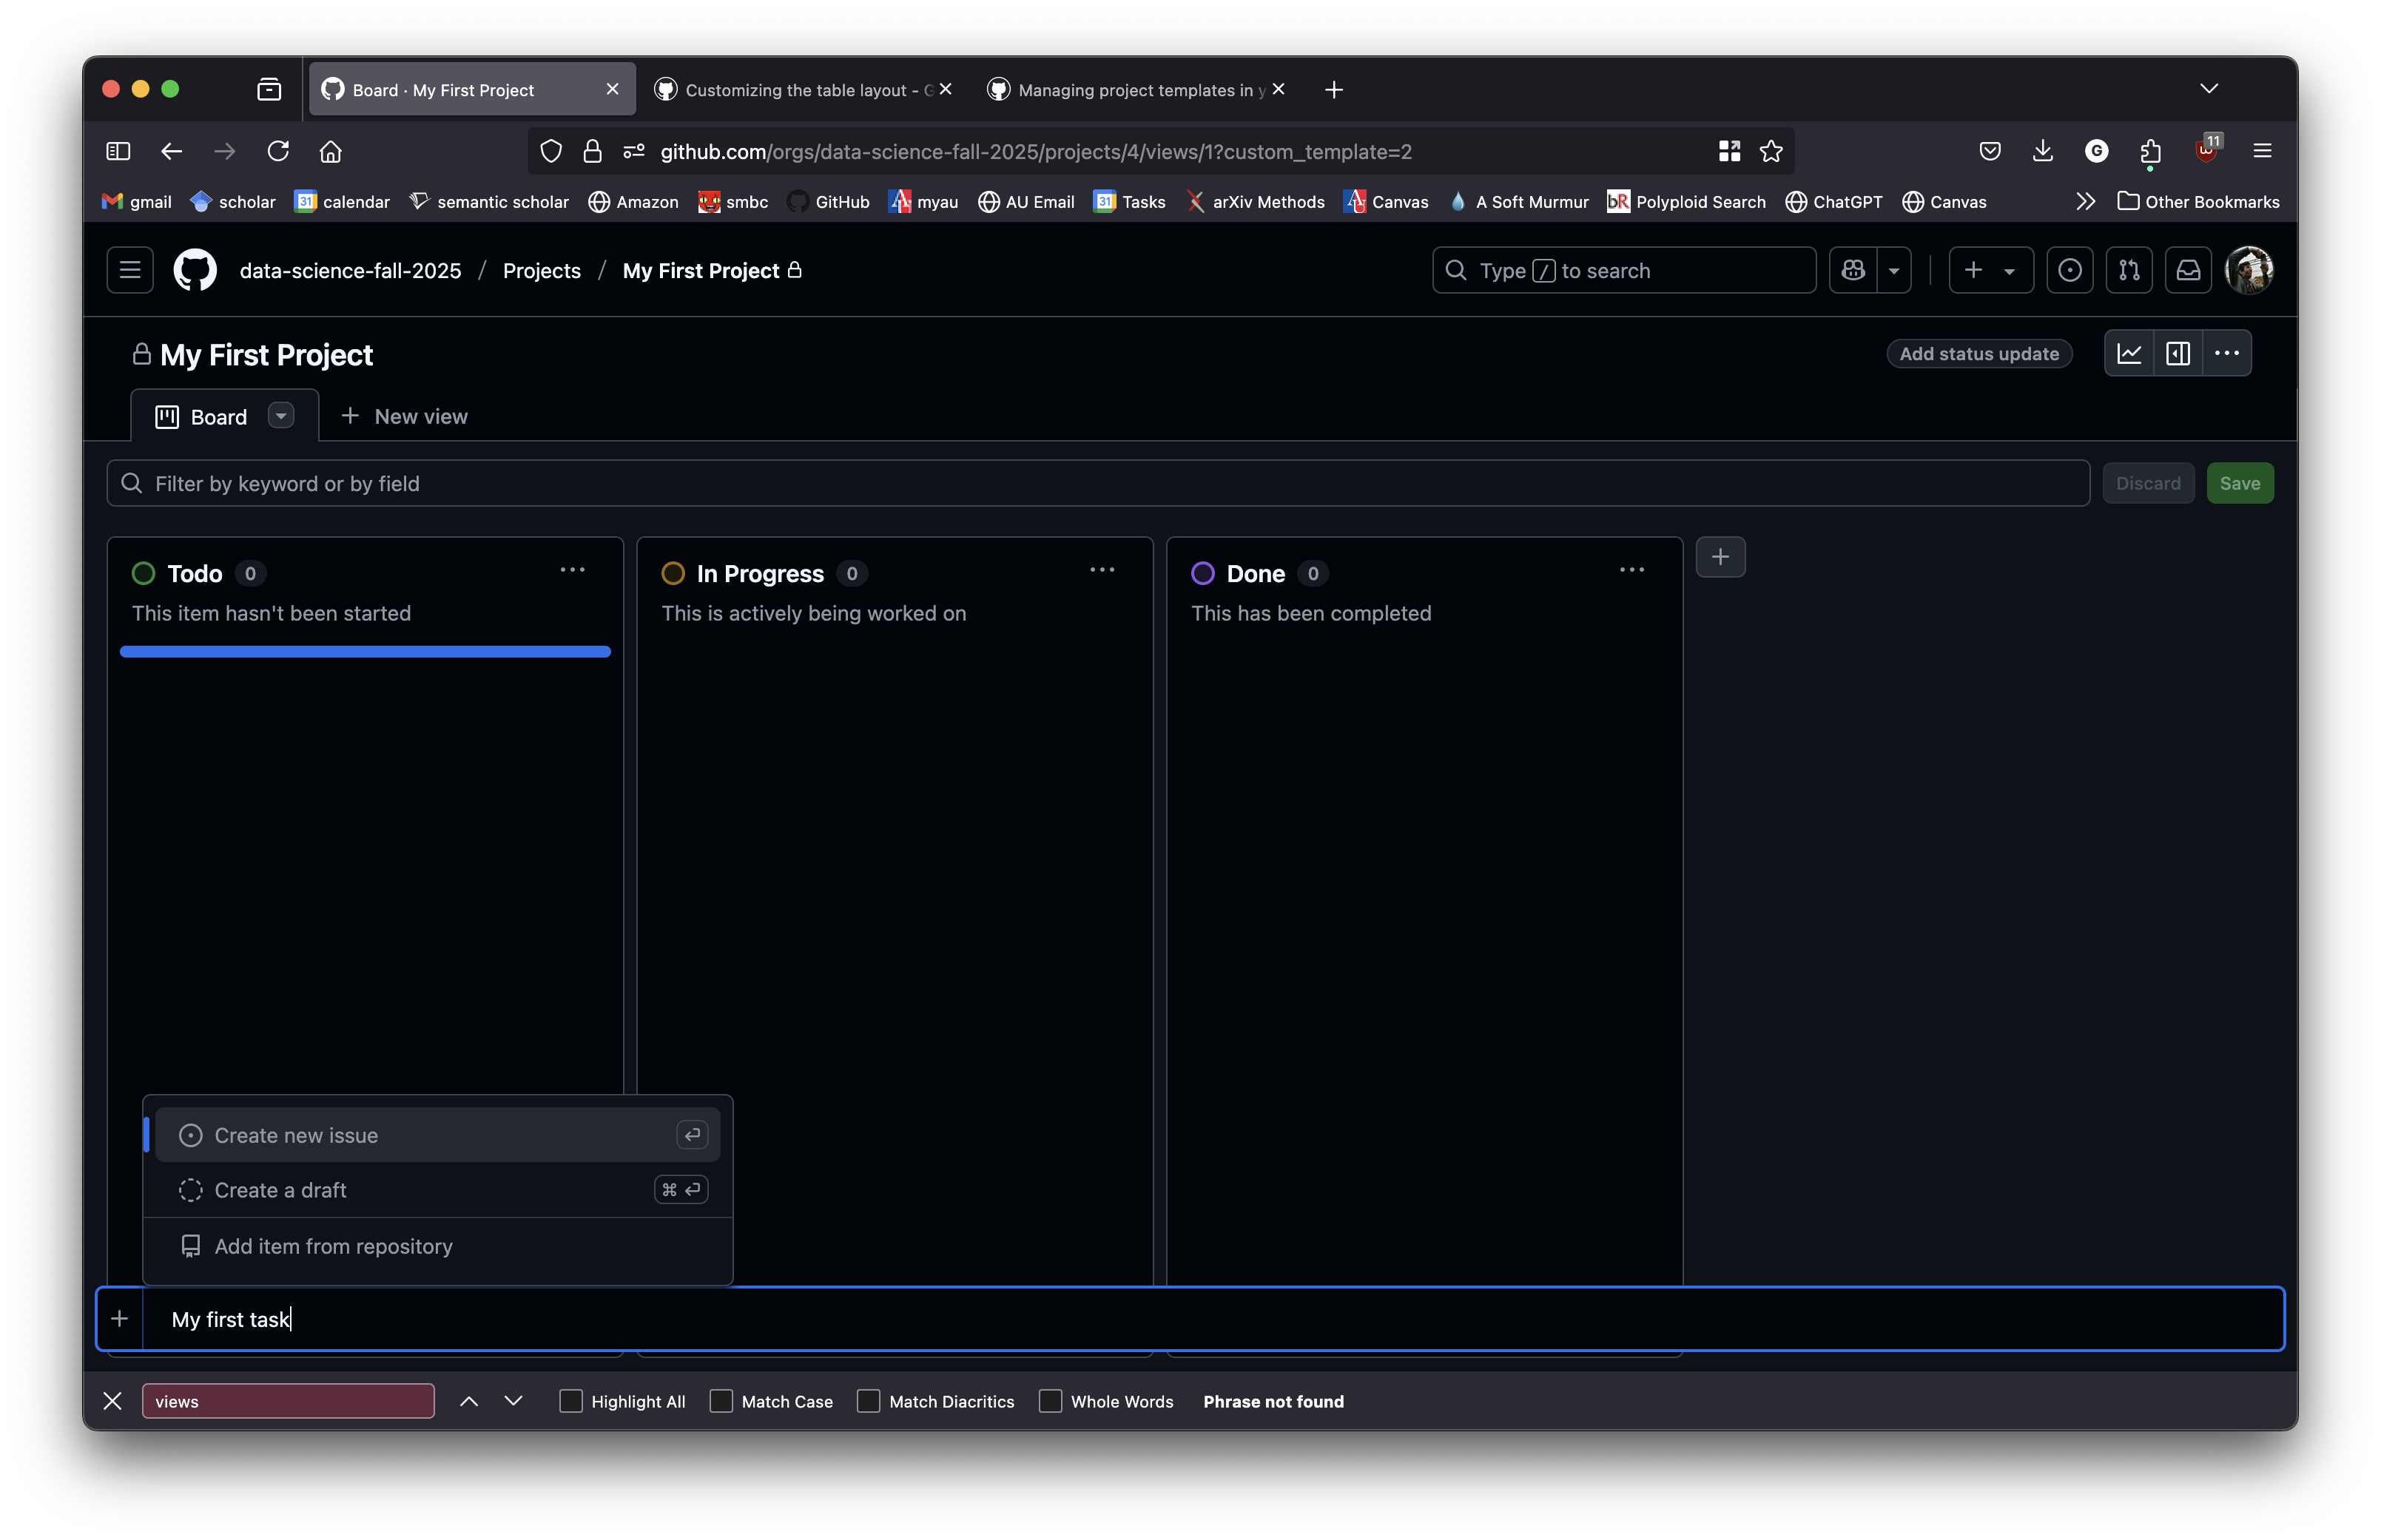 Board · My First Project
Customizing the table layout - G
Managing project templates in y
github.com/orgs/data-science-fall-2025/projects/4/views/1?custom_template=2
11
gmail
scholar
calendar
semantic scholar
Amazon
smbc
GitHub
myau
AU Email
Tasks
arXiv Methods
Canvas
A Soft Murmur
Polyploid Search
ChatGPT
Canvas
Other Bookmarks
data-science-fall-2025 / Projects / My First Project
Type / to search
My First Project
Add status update
Board
New view
Filter by keyword or by field
Discard
Save
Todo 0
This item hasn't been started
In Progress 0
This is actively being worked on
Done 0
This has been completed
Create new issue
Create a draft
Add item from repository
My first task
views
Highlight All
Match Case
Match Diacritics
Whole Words
Phrase not found